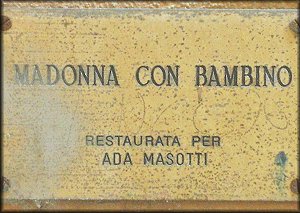 MADONNA CON BAMBINO
RESTAURATA PER
ADA MASOTTI